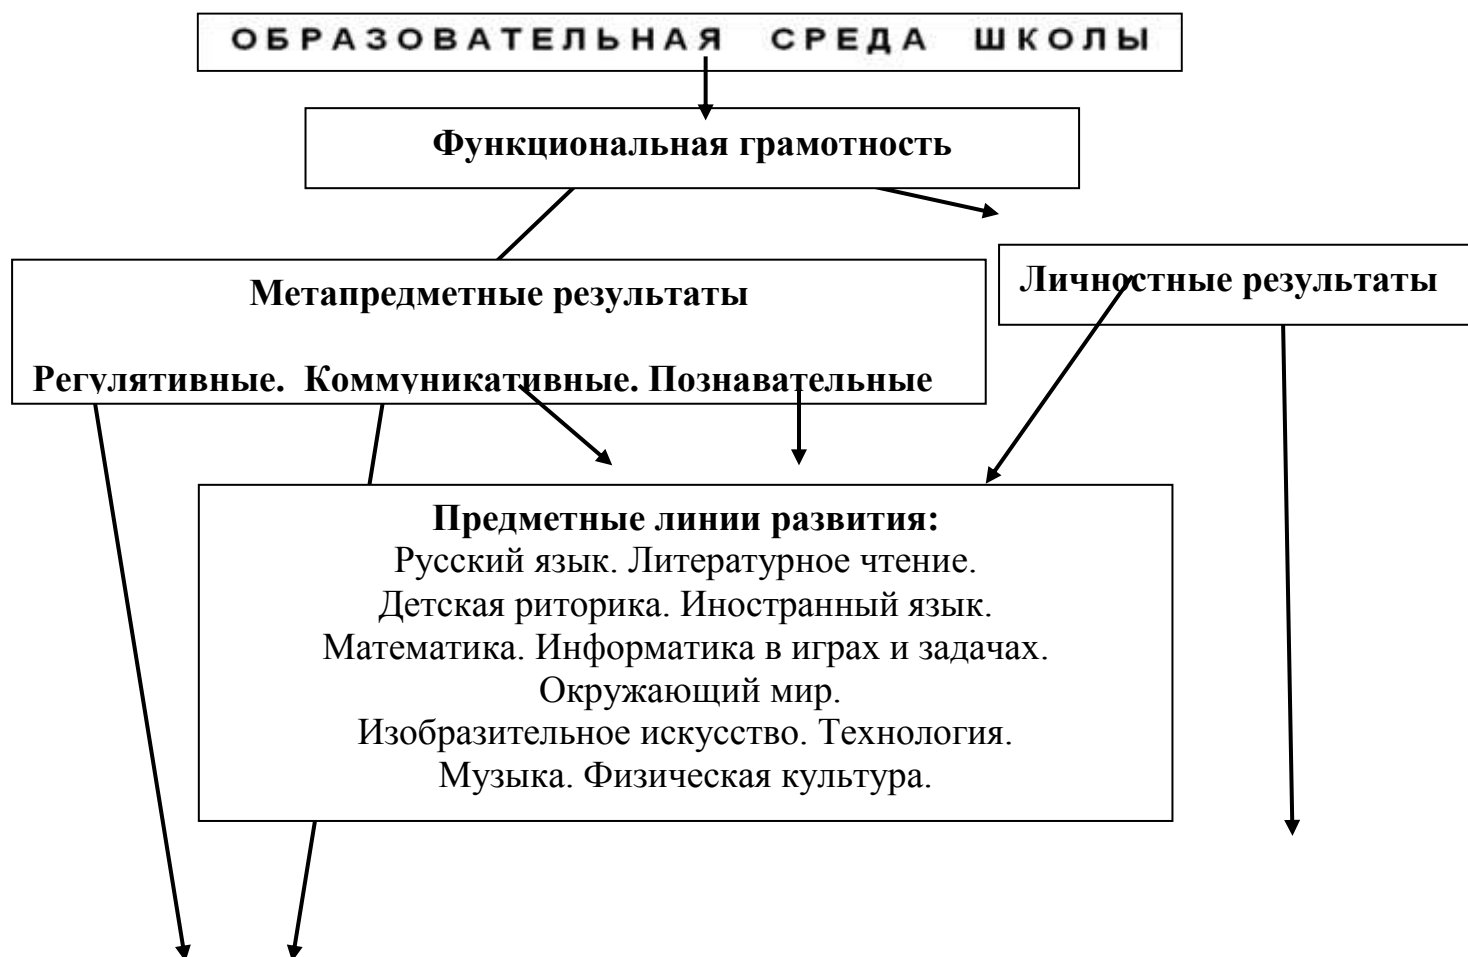 ОБРАЗОВАТЕЛЬНАЯ СРЕДА ШКОЛЫ
Функциональная грамотность
Метапредметные результаты
Регулятивные. Коммуникативные. Познавательные
Личностные результаты
Предметные линии развития:
Русский язык. Литературное чтение.
Детская риторика. Иностранный язык.
Математика. Информатика в играх и задачах.
Окружающий мир.
Изобразительное искусство. Технология.
Музыка. Физическая культура.